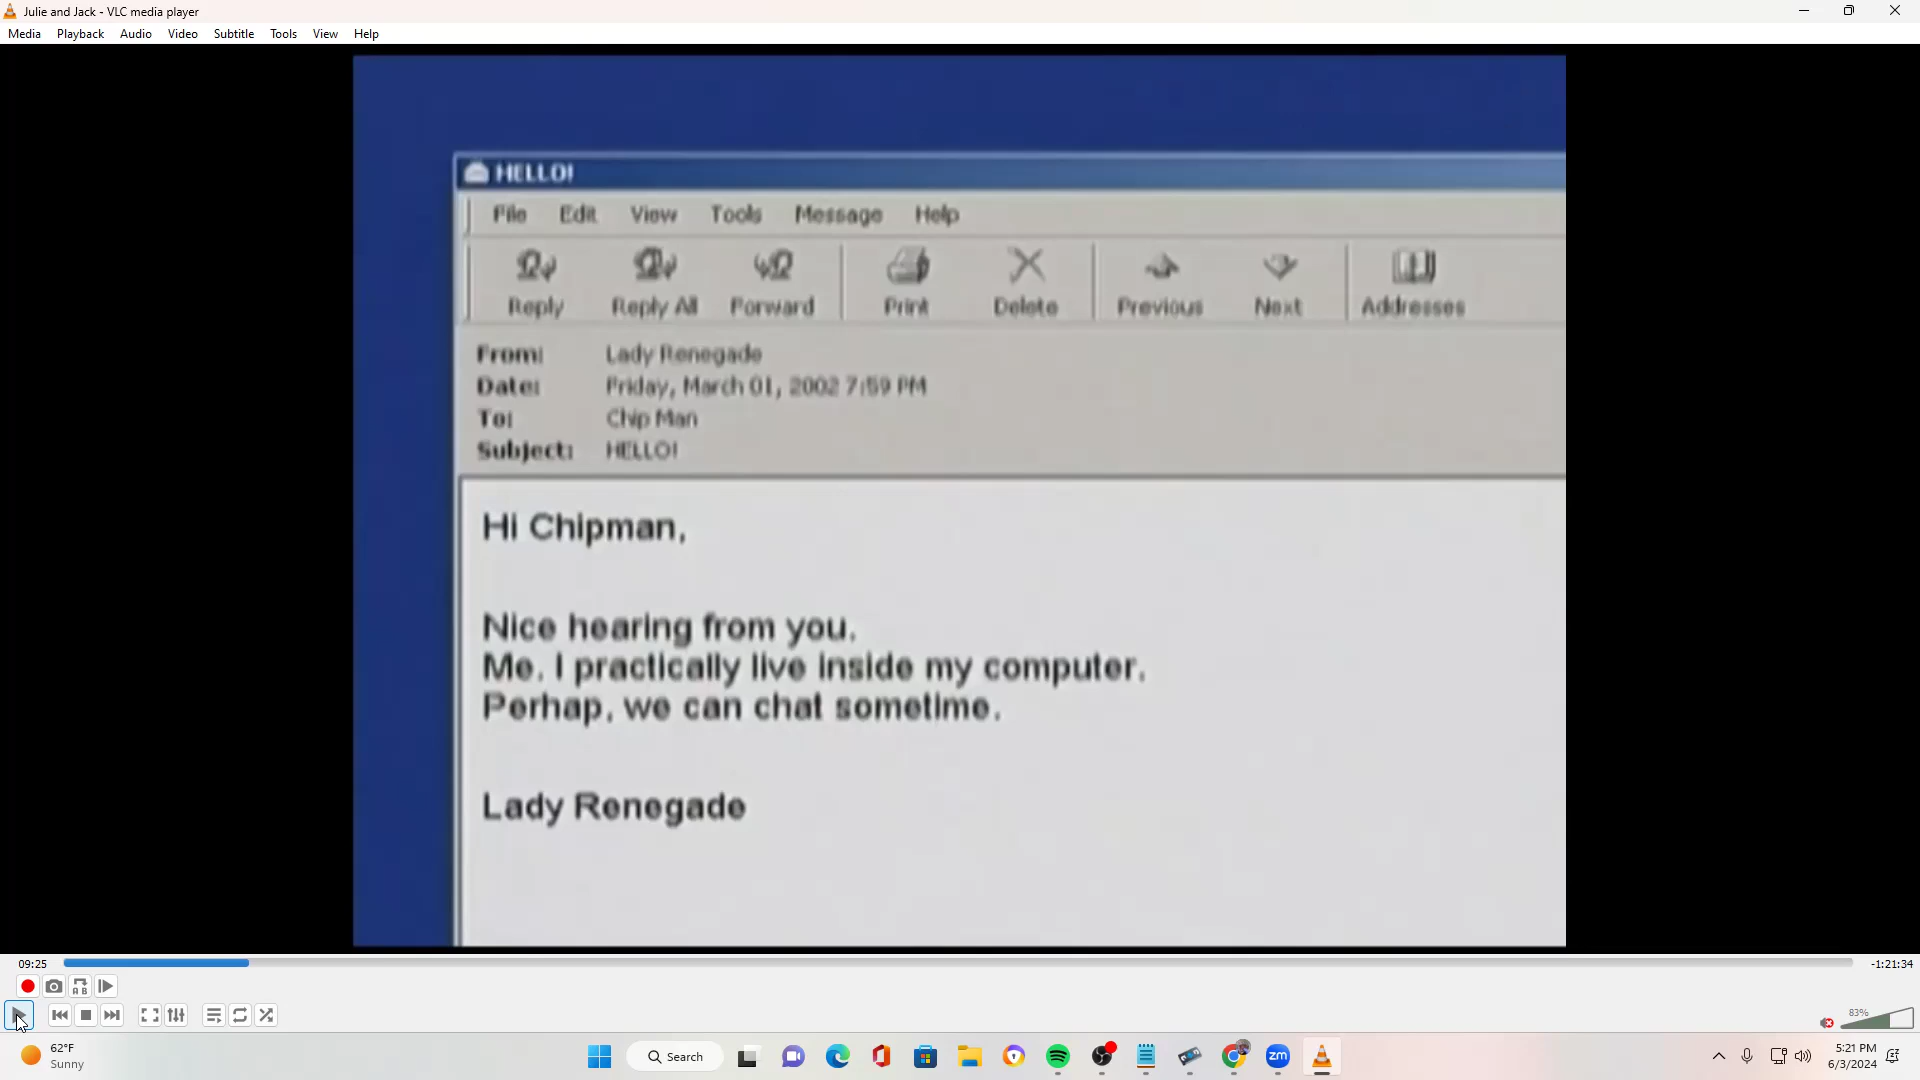 Julie and Jack - VLC media player
Media Playback Audio Video Subtitle Tools View Help
HELLO!
File Edit View Tools Message Help
Reply Reply All Forward Print Delete Previous Next Addresses
From: Lady Renegade
Date: Friday, March 01, 2002 7:59 PM
To: Chip Man
Subject: HELLO!
Hi Chipman,
Nice hearing from you.
Me. I practically live inside my computer.
Perhap, we can chat sometime.
Lady Renegade
09:25 -1:21:34
83%
62°F
Sunny
Search
zm
5:21 PM
6/3/2024